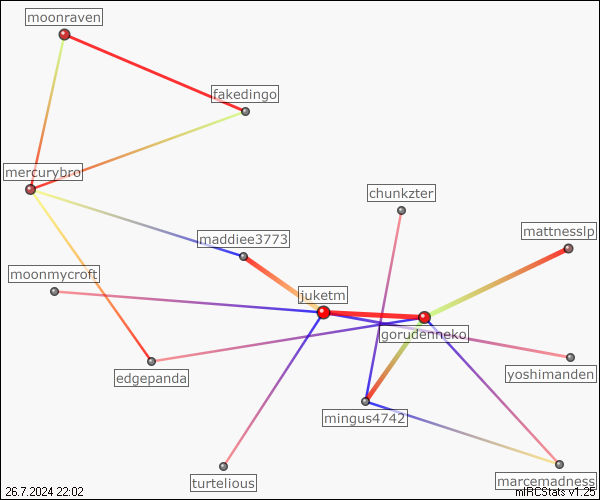 moonraven
fakedingo
mercurybro
chunkzter
mattnesslp
maddiee3773
moonmycroft
juketm
gorudenneko
edgepanda
yoshimanden
mingus4742
turtelious
marcemadness
26.7.2024 22:02
mIRCStats v1.25